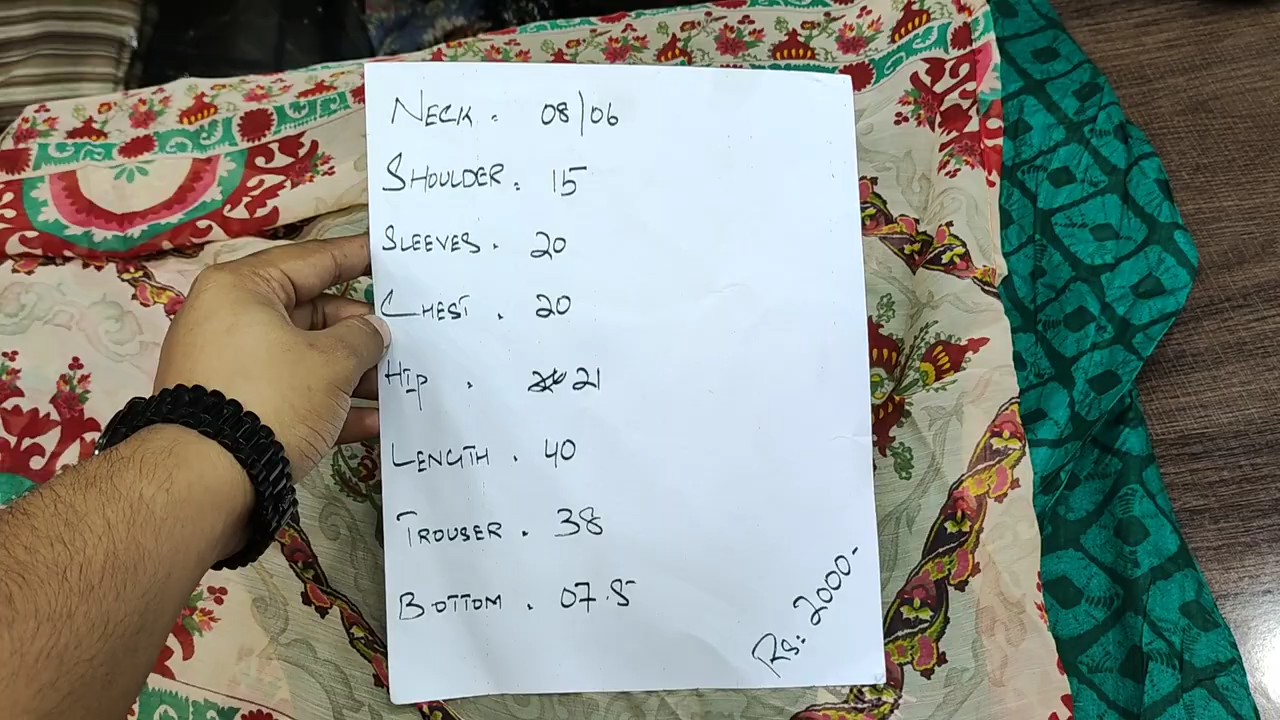 NECK. 08/06
SHOULDER. 15
SLEEVES. 20
CHEST. 20
HIP. 21
LENGTH. 40
TROUSER. 38
BOTTOM. 07.5
Rs: 2000-